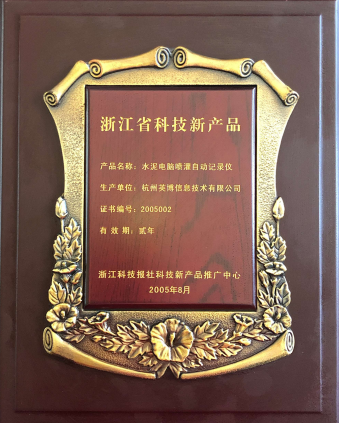 浙江省科技新产品
产品名称：水泥电脑喷灌自动记录仪
生产单位：杭州英博信息技术有限公司
证书编号：2005002
有 效 期：贰年
浙江科技报社科技新产品推广中心
2005年8月